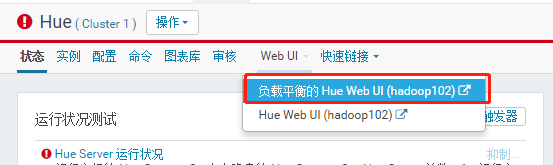 Hue ( Cluster 1 ) 操作
状态 实例 配置 命令 图表库 审核 Web UI 快速链接
负载平衡的 Hue Web UI (hadoop102)
Hue Web UI (hadoop102)
运行状况测试
触发器
Hue Server 运行状况
抑制...